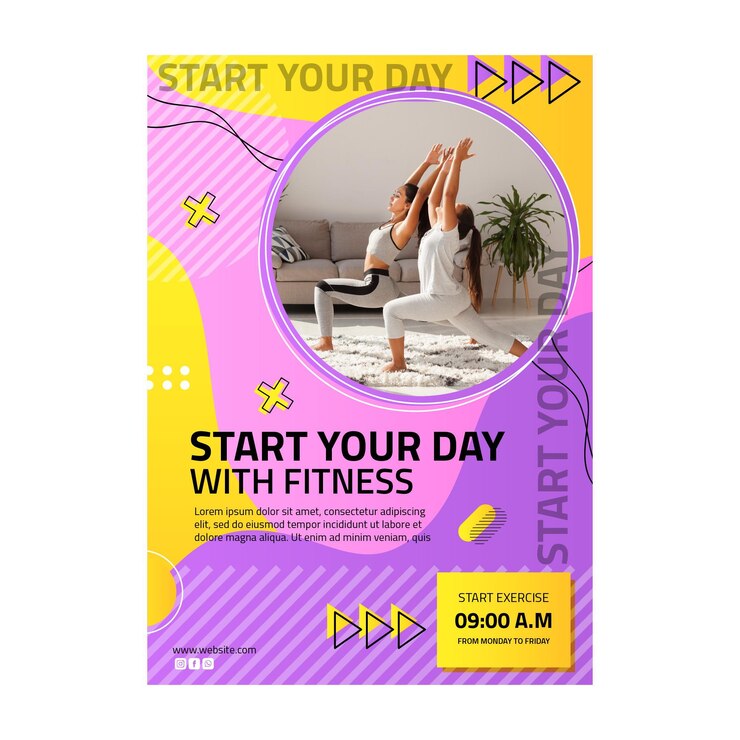 START YOUR DAY
START YOUR DAY
START YOUR DAY
WITH FITNESS
Lorem ipsum dolor sit amet, consectetur adipiscing
elit, sed do eiusmod tempor incididunt ut labore et
dolore magna aliqua. Ut enim ad minim veniam, quis
START EXERCISE
09:00 A.M
FROM MONDAY TO FRIDAY
www.website.com